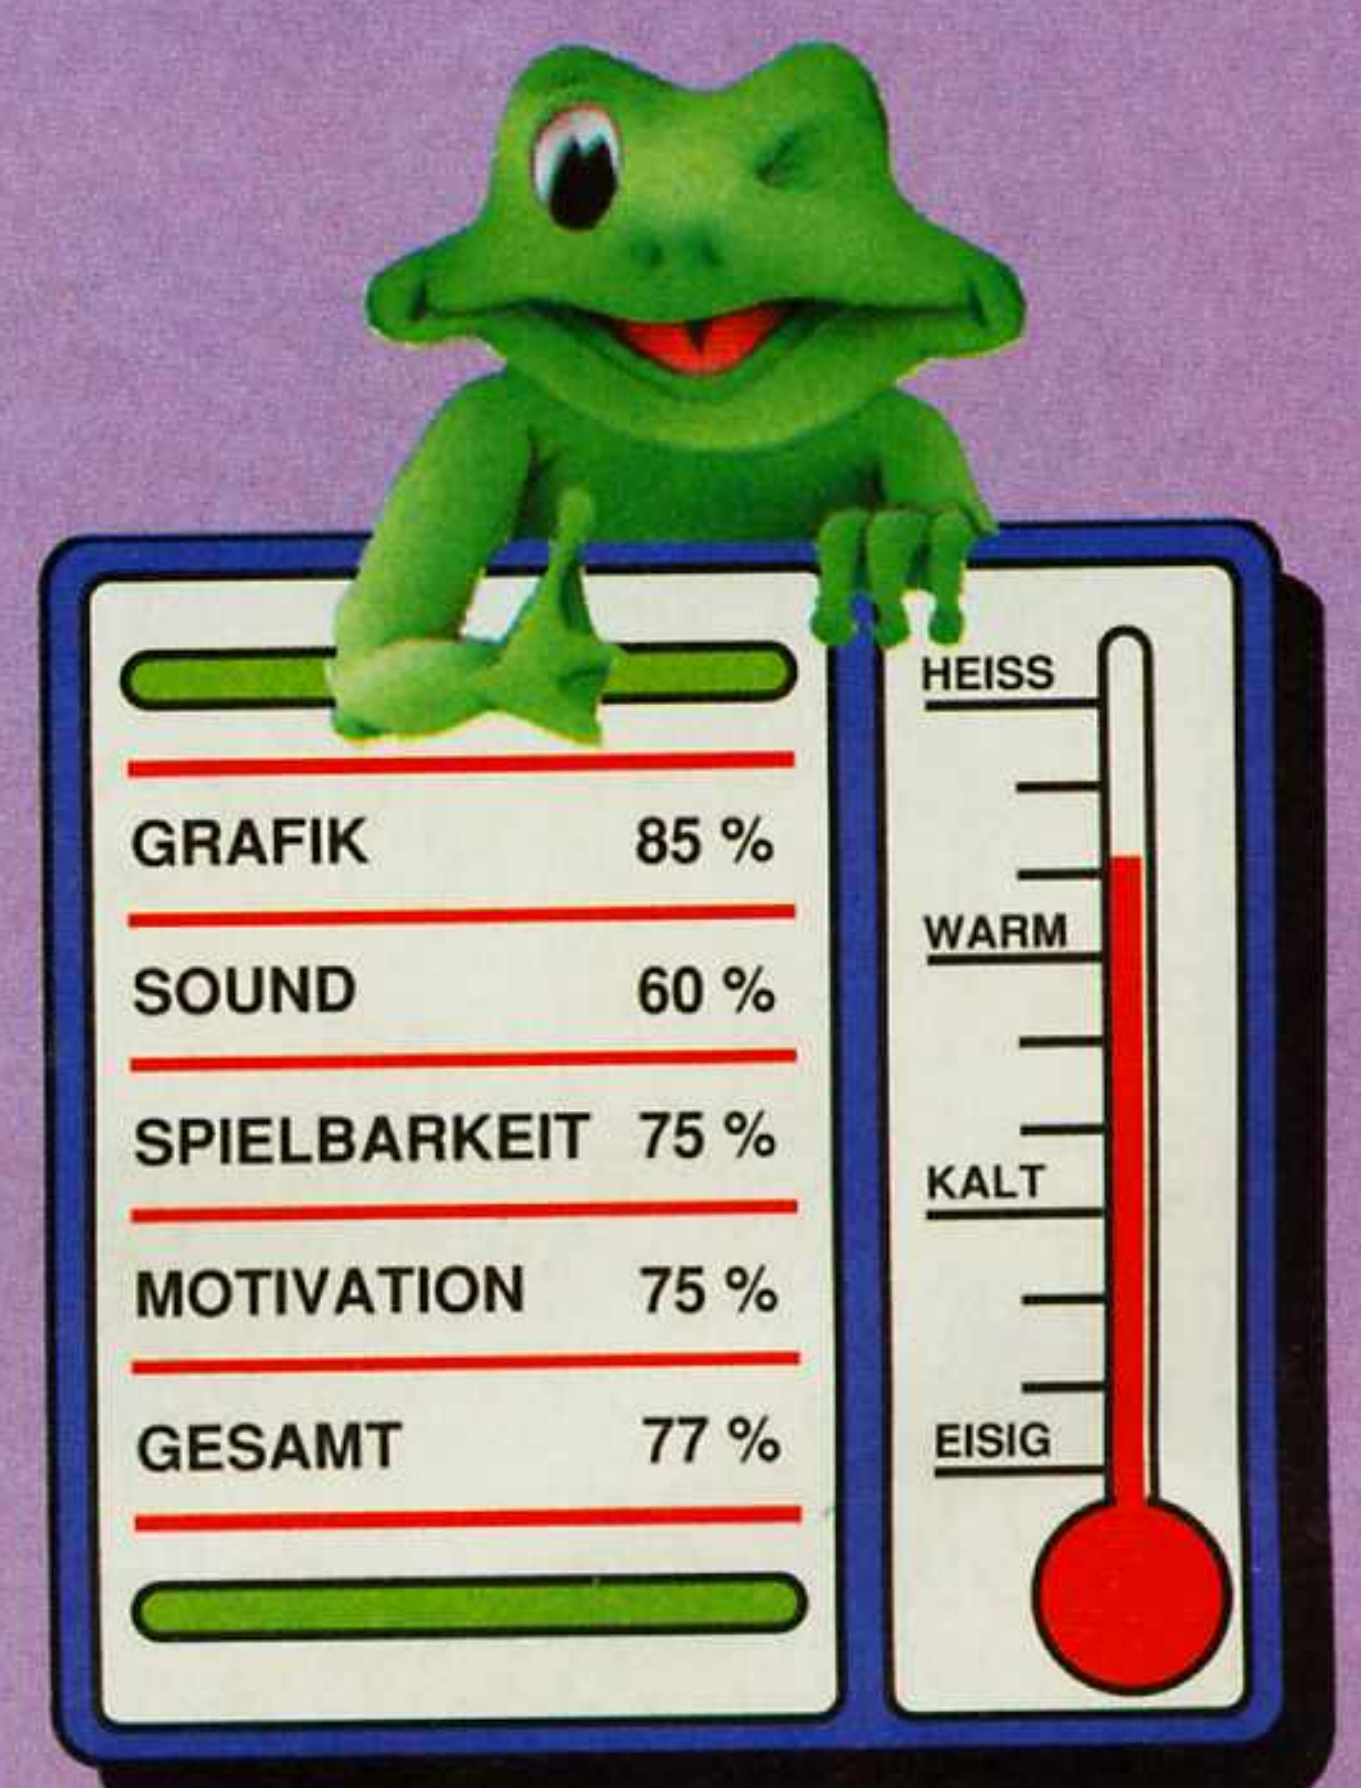 GRAFIK 85 %
SOUND 60 %
SPIELBARKEIT 75 %
MOTIVATION 75 %
GESAMT 77 %
HEISS
WARM
KALT
EISIG